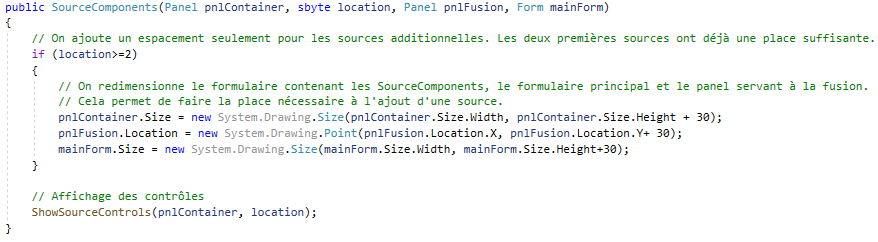 public SourceComponents(Panel pnlContainer, sbyte location, Panel pnlFusion, Form mainForm)
{
// On ajoute un espacement seulement pour les sources additionnelles. Les deux premières sources ont déjà une place suffisante.
if (location>=2)
{
// On redimensionne le formulaire contenant les SourceComponents, le formulaire principal et le panel servant à la fusion.
// Cela permet de faire la place nécessaire à l'ajout d'une source.
pnlContainer.Size = new System.Drawing.Size(pnlContainer.Size.Width, pnlContainer.Size.Height + 30);
pnlFusion.Location = new System.Drawing.Point(pnlFusion.Location.X, pnlFusion.Location.Y+ 30);
mainForm.Size = new System.Drawing.Size(mainForm.Size.Width, mainForm.Size.Height+30);
}
// Affichage des contrôles
ShowSourceControls(pnlContainer, location);
}